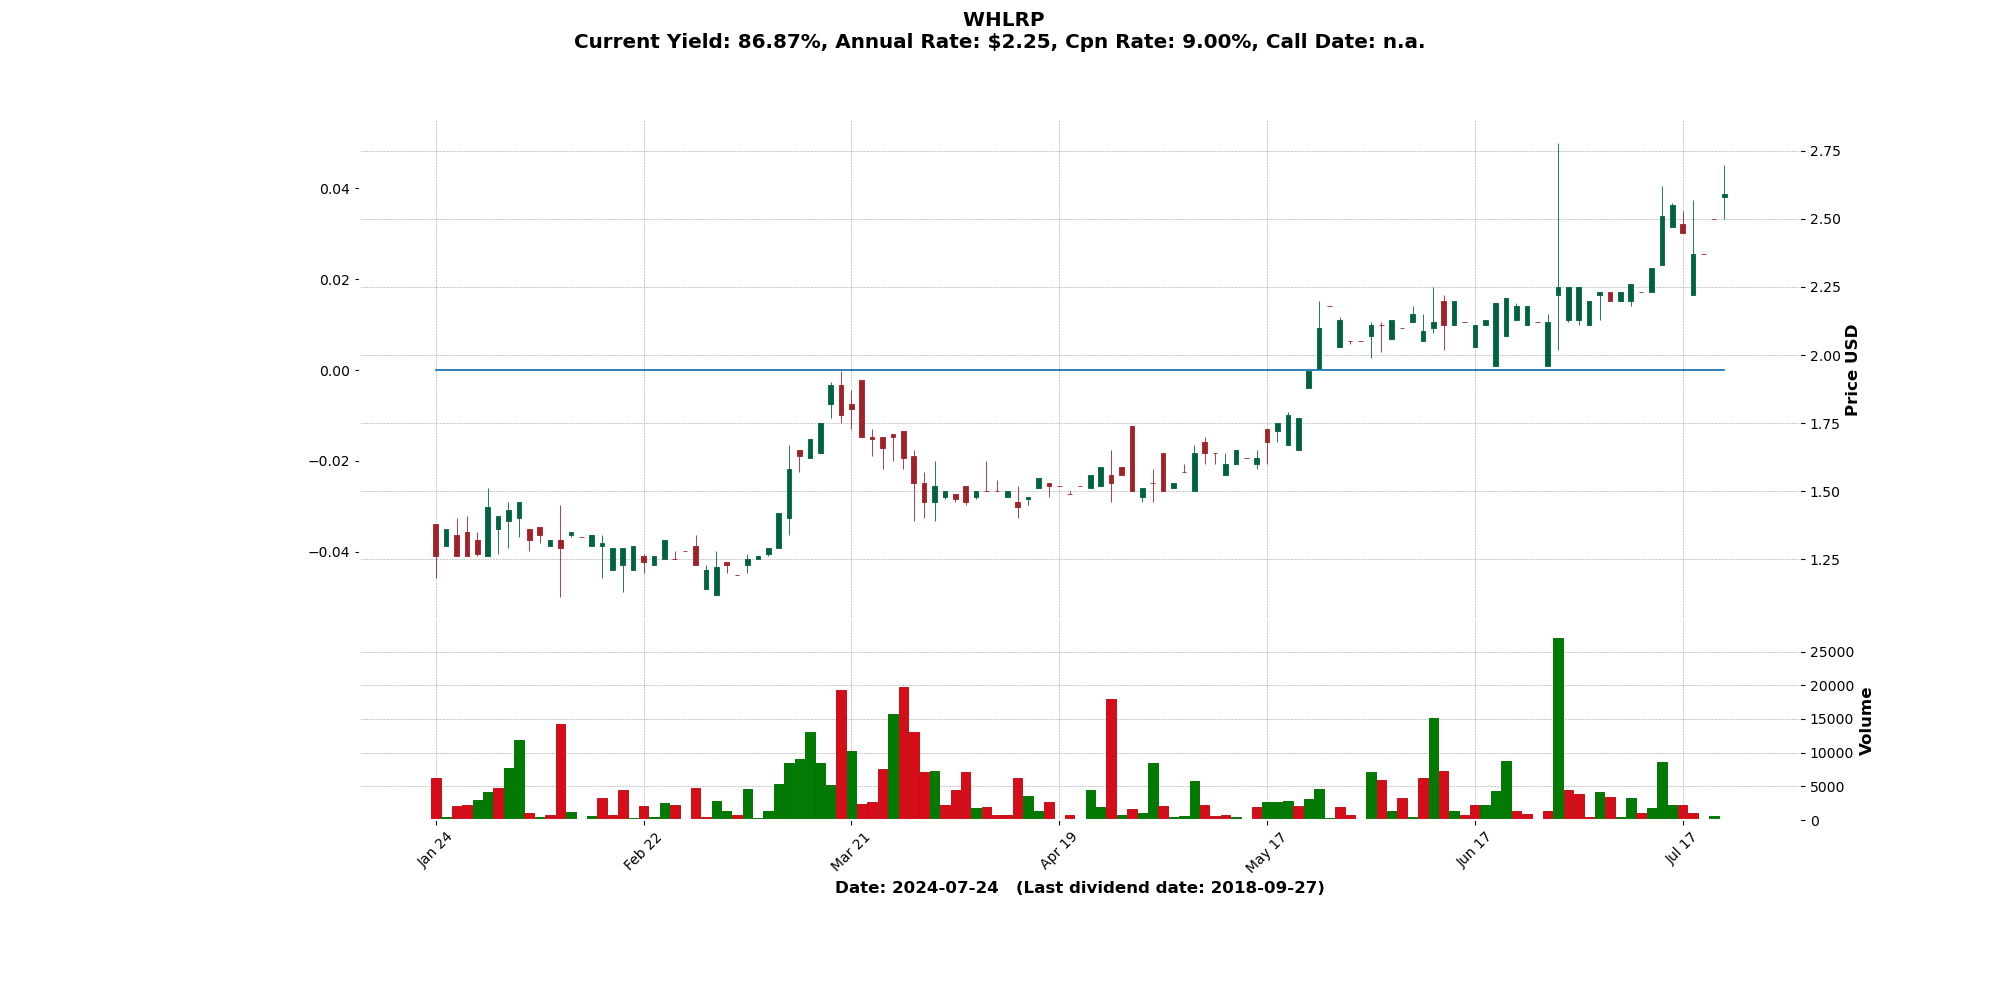 WHLRP
Current Yield: 86.87%, Annual Rate: $2.25, Cpn Rate: 9.00%, Call Date: n.a.
0.04
0.02
0.00
−0.02
−0.04
2.75
2.50
2.25
2.00
1.75
1.50
1.25
Price USD
25000
20000
15000
10000
5000
0
Volume
Jan 24
Feb 22
Mar 21
Apr 19
May 17
Jun 17
Jul 17
Date: 2024-07-24   (Last dividend date: 2018-09-27)